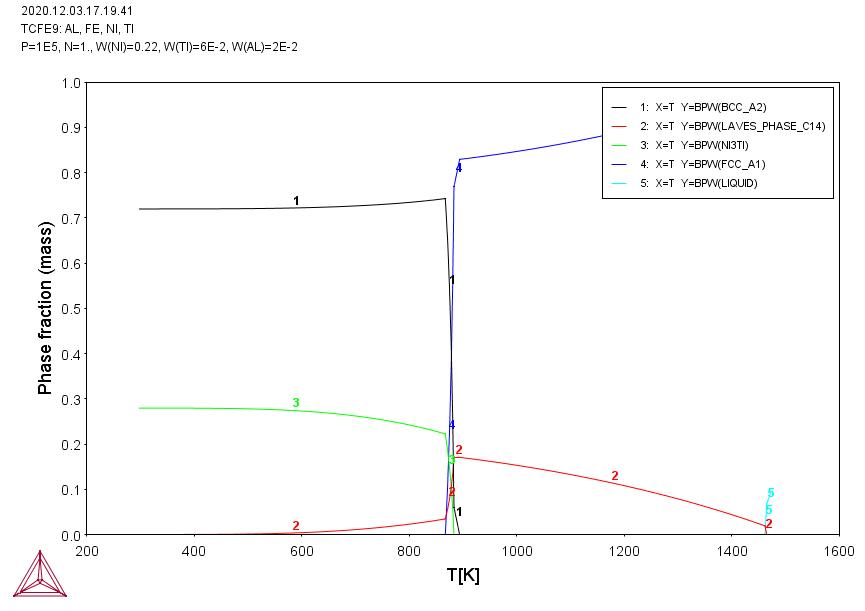 2020.12.03.17.19.41
TCFE9: AL, FE, NI, TI
P=1E5, N=1., W(NI)=0.22, W(TI)=6E-2, W(AL)=2E-2
1.0
0.9
0.8
0.7
0.6
0.5
0.4
0.3
0.2
0.1
0.0
Phase fraction (mass)
200 400 600 800 1000 1200 1400 1600
T[K]
1: X=T Y=BPW(BCC_A2)
2: X=T Y=BPW(LAVES_PHASE_C14)
3: X=T Y=BPW(NI3TI)
4: X=T Y=BPW(FCC_A1)
5: X=T Y=BPW(LIQUID)
1
4
1
3
4
2
3
2
2
5
2
1
5
2